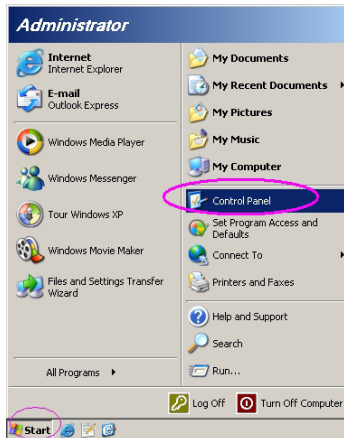 Administrator
Internet
Internet Explorer
E-mail
Outlook Express
Windows Media Player
Windows Messenger
Tour Windows XP
Windows Movie Maker
Files and Settings Transfer
Wizard
All Programs
My Documents
My Recent Documents
My Pictures
My Music
My Computer
Control Panel
Set Program Access and
Defaults
Connect To
Printers and Faxes
Help and Support
Search
Run...
Log Off
Turn Off Computer
Start